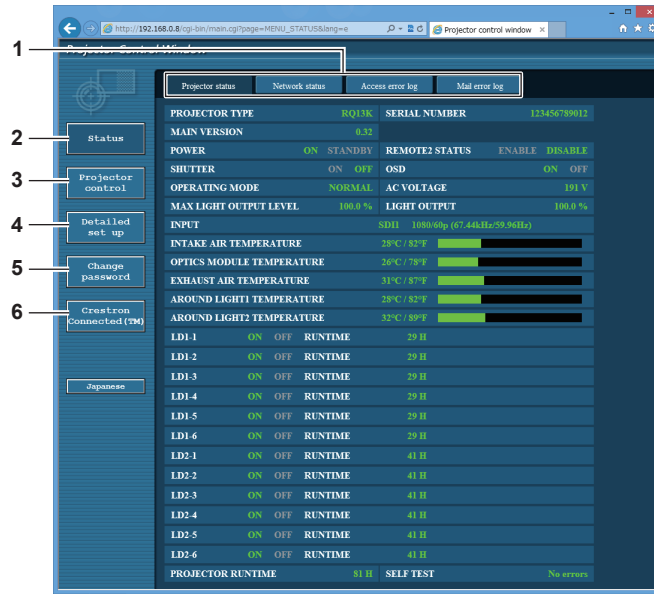 http://192.168.0.8/cgi-bin/main.cgi?page=MENU_STATUS&lang=e
Projector control window
Projector Control Window
1
Projector status Network status Access error log Mail error log
PROJECTOR TYPE RQ13K SERIAL NUMBER 123456789012
MAIN VERSION 0.32
2 Status
POWER ON STANDBY REMOTE2 STATUS ENABLE DISABLE
SHUTTER ON OFF OSD ON OFF
3 Projector control
OPERATING MODE NORMAL AC VOLTAGE 191 V
MAX LIGHT OUTPUT LEVEL 100.0 % LIGHT OUTPUT 100.0 %
4 Detailed set up
INPUT SDI1 1080/60p (67.44kHz/59.96Hz)
INTAKE AIR TEMPERATURE 28°C / 82°F
OPTICS MODULE TEMPERATURE 26°C / 78°F
5 Change password
EXHAUST AIR TEMPERATURE 31°C / 87°F
AROUND LIGHT1 TEMPERATURE 28°C / 82°F
6 Crestron Connected(TM)
AROUND LIGHT2 TEMPERATURE 32°C / 89°F
LD1-1 ON OFF RUNTIME 29 H
LD1-2 ON OFF RUNTIME 29 H
LD1-3 ON OFF RUNTIME 29 H
Japanese
LD1-4 ON OFF RUNTIME 29 H
LD1-5 ON OFF RUNTIME 29 H
LD1-6 ON OFF RUNTIME 29 H
LD2-1 ON OFF RUNTIME 41 H
LD2-2 ON OFF RUNTIME 41 H
LD2-3 ON OFF RUNTIME 41 H
LD2-4 ON OFF RUNTIME 41 H
LD2-5 ON OFF RUNTIME 41 H
LD2-6 ON OFF RUNTIME 41 H
PROJECTOR RUNTIME 81 H SELF TEST No errors